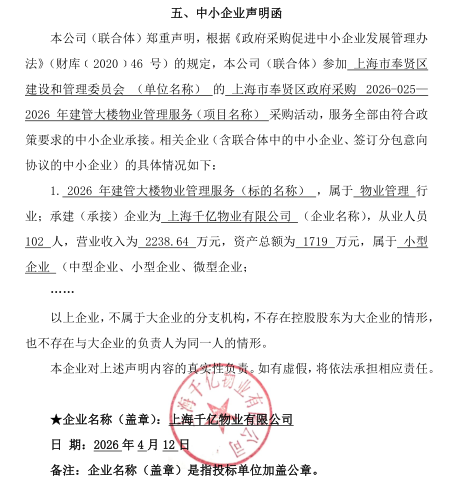 五、中小企业声明函
本公司（联合体）郑重声明，根据《政府采购促进中小企业发展管理办
法》（财库﹝2020﹞46 号）的规定，本公司（联合体）参加 上海市奉贤区
建设和管理委员会 （单位名称） 的 上海市奉贤区政府采购 2026-025—
2026 年建管大楼物业管理服务（项目名称） 采购活动，服务全部由符合政
策要求的中小企业承接。相关企业（含联合体中的中小企业、签订分包意向
协议的中小企业）的具体情况如下：
1. 2026 年建管大楼物业管理服务（标的名称） ，属于 物业管理 行
业；承建（承接）企业为 上海千亿物业有限公司 （企业名称），从业人员
102 人，营业收入为 2238.64 万元，资产总额为 1719 万元，属于 小型
企业 （中型企业、小型企业、微型企业；
……
以上企业，不属于大企业的分支机构，不存在控股股东为大企业的情形，
也不存在与大企业的负责人为同一人的情形。
本企业对上述声明内容的真实性负责。如有虚假，将依法承担相应责任。
★企业名称（盖章）：上海千亿物业有限公司
日 期：2026 年 4 月 12 日
备注：企业名称（盖章）是指投标单位加盖公章。
上海千亿物业有限公司